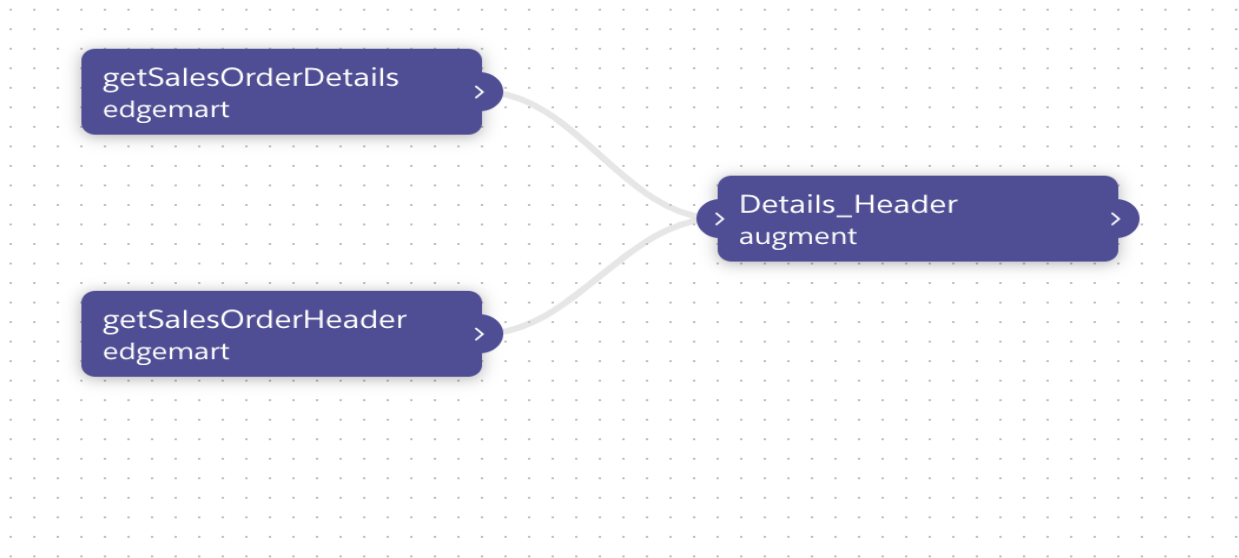 getSalesOrderDetails
edgemart
Details_Header
augment
getSalesOrderHeader
edgemart